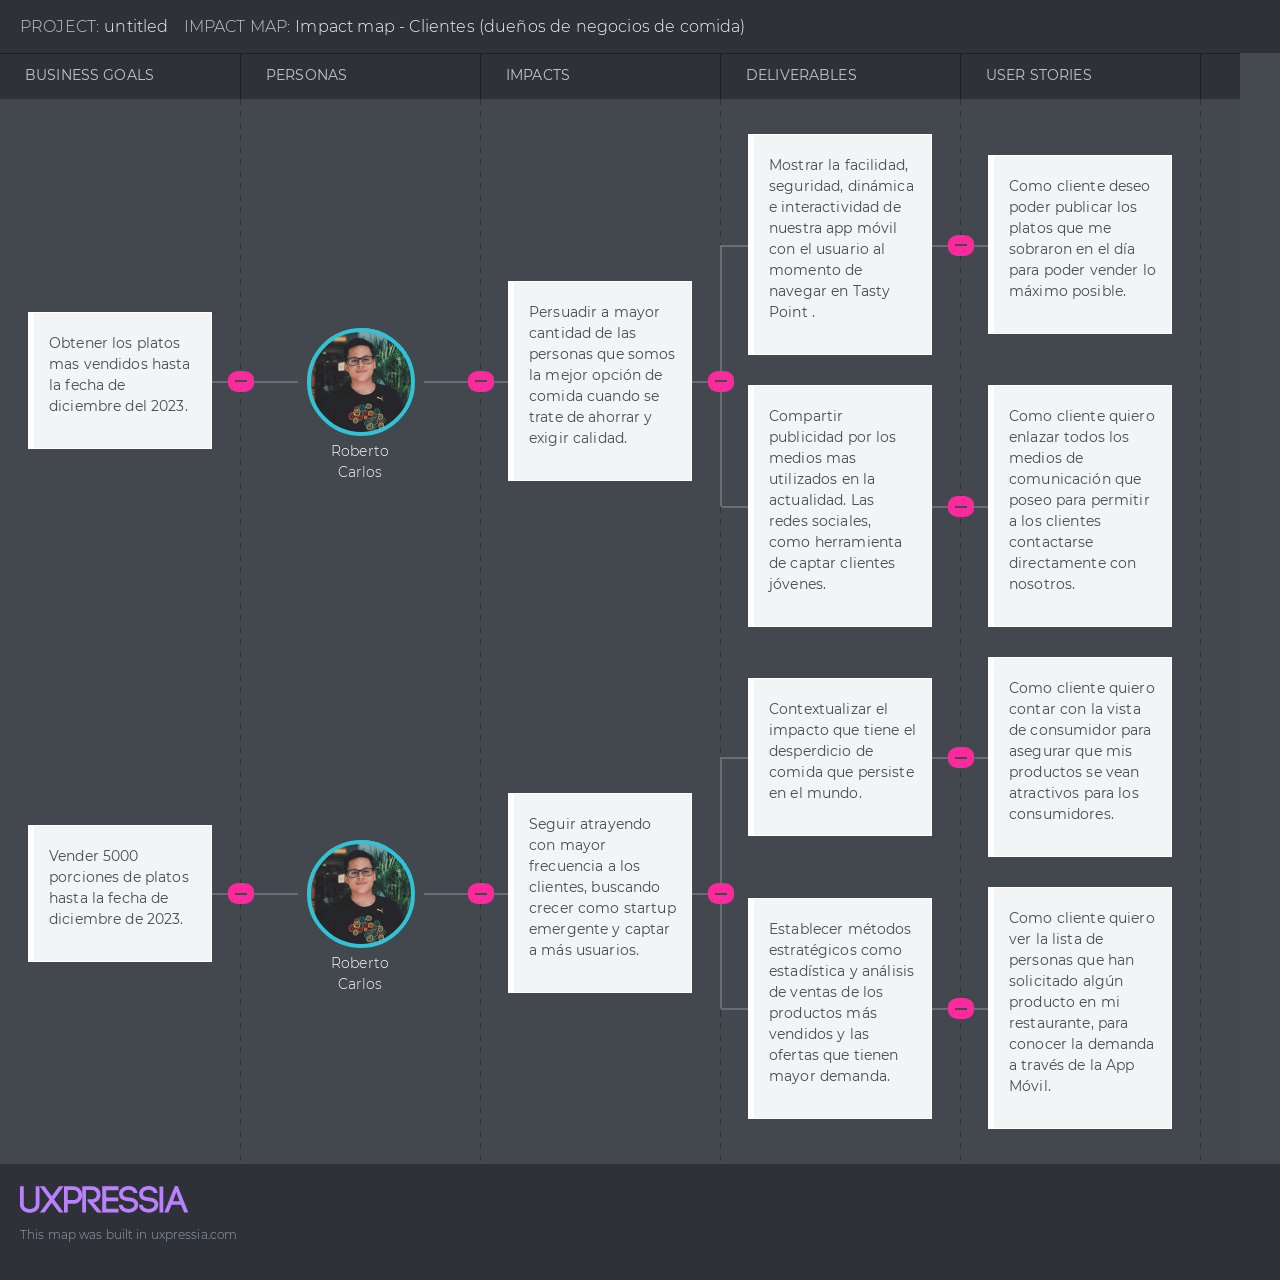 PROJECT: untitled IMPACT MAP: Impact map - Clientes (dueños de negocios de comida)
BUSINESS GOALS
PERSONAS
IMPACTS
DELIVERABLES
USER STORIES
Obtener los platos
mas vendidos hasta
la fecha de
diciembre del 2023.
Roberto
Carlos
Persuadir a mayor
cantidad de las
personas que somos
la mejor opción de
comida cuando se
trate de ahorrar y
exigir calidad.
Mostrar la facilidad,
seguridad, dinámica
e interactividad de
nuestra app móvil
con el usuario al
momento de
navegar en Tasty
Point .
Como cliente deseo
poder publicar los
platos que me
sobraron en el día
para poder vender lo
máximo posible.
Compartir
publicidad por los
medios mas
utilizados en la
actualidad. Las
redes sociales,
como herramienta
de captar clientes
jóvenes.
Como cliente quiero
enlazar todos los
medios de
comunicación que
poseo para permitir
a los clientes
contactarse
directamente con
nosotros.
Vender 5000
porciones de platos
hasta la fecha de
diciembre de 2023.
Roberto
Carlos
Seguir atrayendo
con mayor
frecuencia a los
clientes, buscando
crecer como startup
emergente y captar
a más usuarios.
Contextualizar el
impacto que tiene el
desperdicio de
comida que persiste
en el mundo.
Como cliente quiero
contar con la vista
de consumidor para
asegurar que mis
productos se vean
atractivos para los
consumidores.
Establecer métodos
estratégicos como
estadística y análisis
de ventas de los
productos más
vendidos y las
ofertas que tienen
mayor demanda.
Como cliente quiero
ver la lista de
personas que han
solicitado algún
producto en mi
restaurante, para
conocer la demanda
a través de la App
Móvil.
UXPRESSIA
This map was built in uxpressia.com